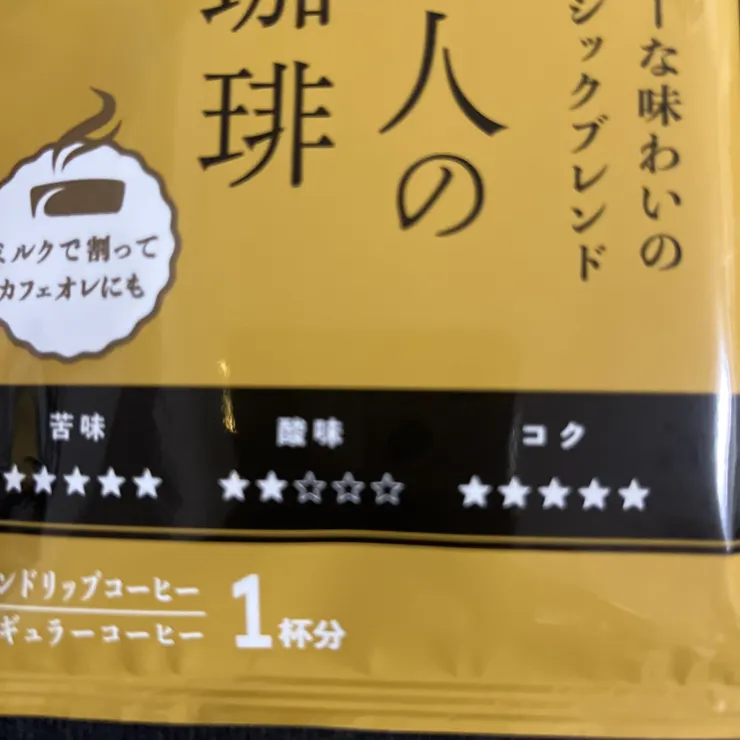 ーな味わいの
シックブレンド
人の
珈琲
ミルクで割って
カフェオレにも
苦味 酸味 コク
★★★★★ ★★☆☆☆ ★★★★★
ンドリップコーヒー
ギュラーコーヒー
1杯分